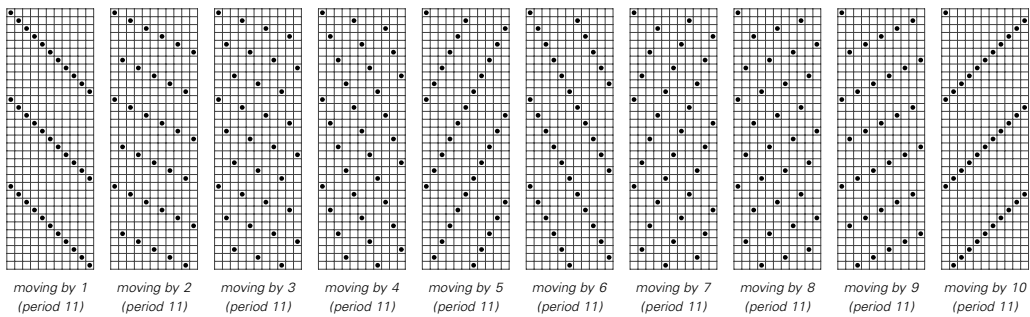 moving by 1
(period 11)
moving by 2
(period 11)
moving by 3
(period 11)
moving by 4
(period 11)
moving by 5
(period 11)
moving by 6
(period 11)
moving by 7
(period 11)
moving by 8
(period 11)
moving by 9
(period 11)
moving by 10
(period 11)